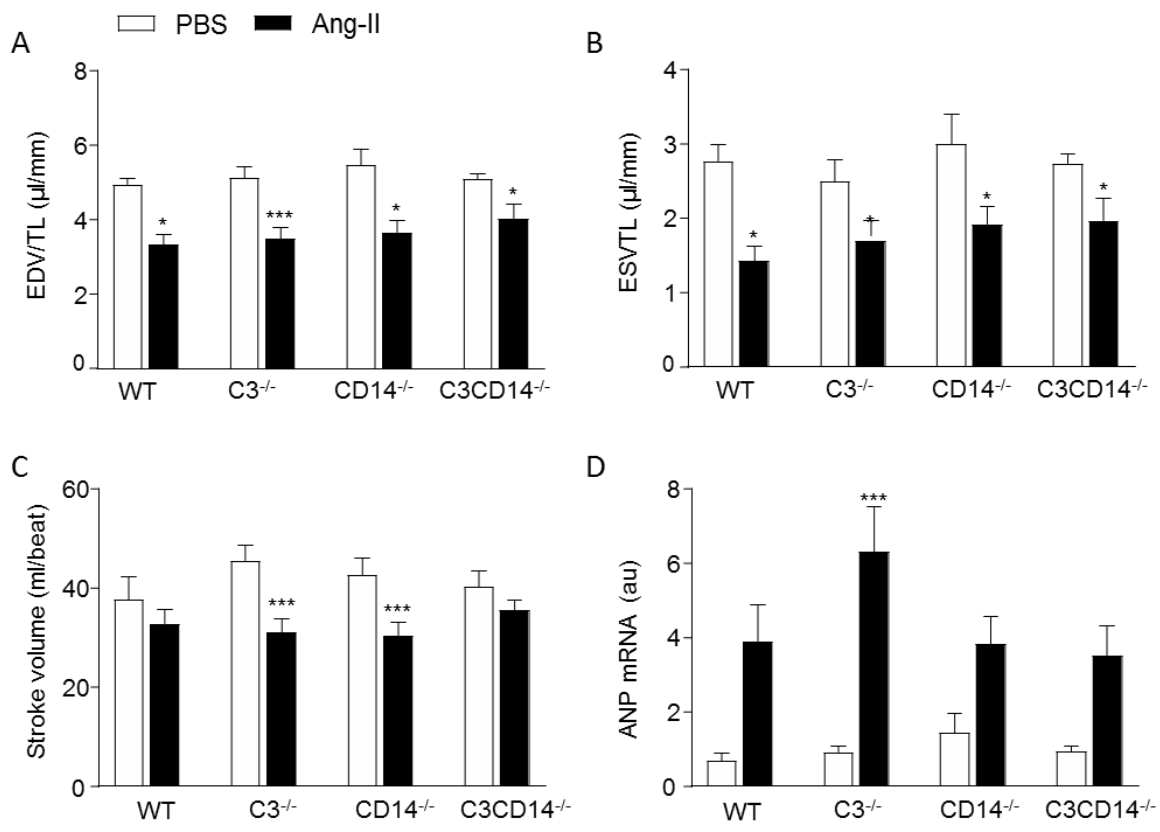 PBS Ang-II
A
EDV/TL (µl/mm)
8
6
4
2
0
* *** * *
WT C3-/- CD14-/- C3CD14-/-
B
ESVTL (µl/mm)
4
3
2
1
0
* * * *
WT C3-/- CD14-/- C3CD14-/-
C
Stroke volume (ml/beat)
60
40
20
0
*** ***
WT C3-/- CD14-/- C3CD14-/-
D
ANP mRNA (au)
8
6
4
2
0
***
WT C3-/- CD14-/- C3CD14-/-